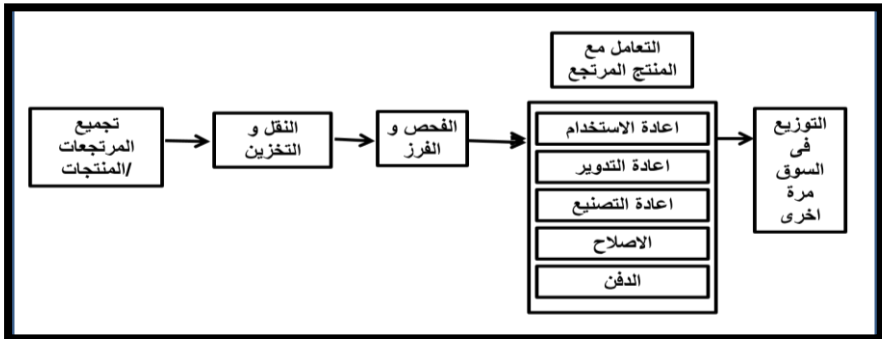 التعامل مع
المنتج المرتجع
تجميع
المرتجعات
/المنتجات
النقل و
التخزين
الفحص و
الفرز
اعادة الاستخدام
اعادة التدوير
اعادة التصنيع
الاصلاح
الدفن
التوزيع
فى
السوق
مرة
اخرى